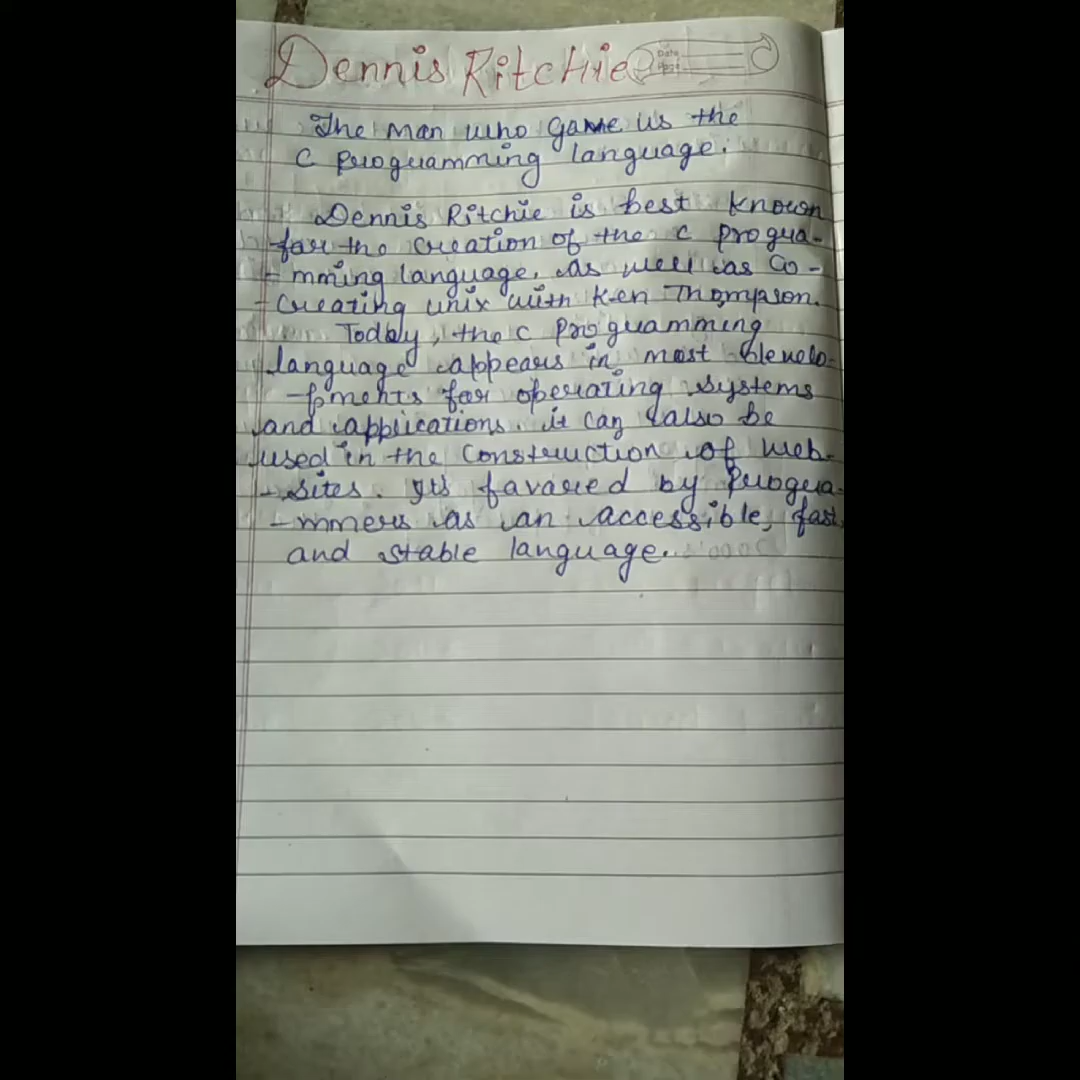 Dennis Ritchie
Date
Page
The man who game us the
C programming language.
Dennis Ritchie is best known
for the creation of the C progra-
-mming language, as well as Co-
-creating unix with Ken Thompson.
Today, the C programming
language appears in most develo-
-pments for operating systems
and applications. it can also be
used in the construction of web-
-sites. Its favared by progra-
-mmers as an accessible, fast,
and stable language.